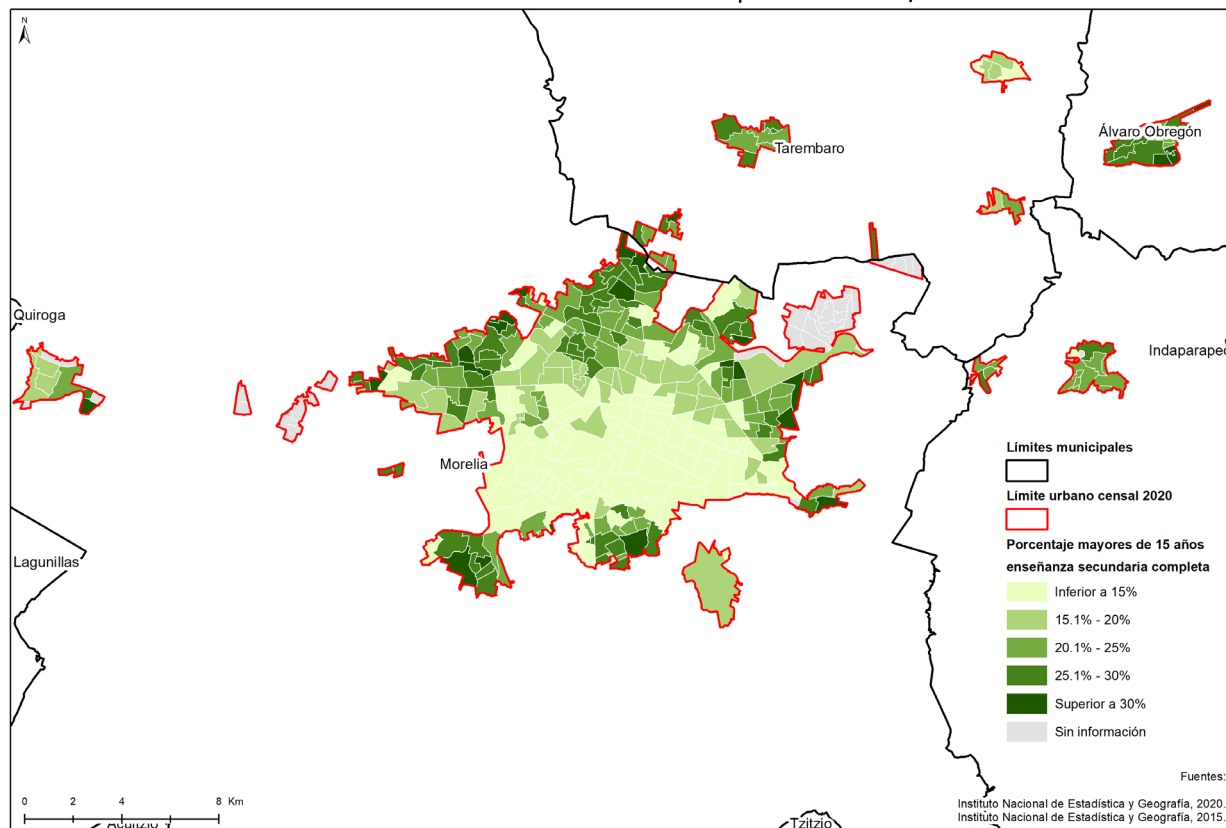 N
Tarembaro
Álvaro Obregón
Quiroga
Morelia
Lagunillas
Límites municipales
Límite urbano censal 2020
Porcentaje mayores de 15 años
enseñanza secundaria completa
Inferior a 15%
15.1% - 20%
20.1% - 25%
25.1% - 30%
Superior a 30%
Sin información
Fuentes:
Instituto Nacional de Estadística y Geografía, 2020.
Instituto Nacional de Estadística y Geografía, 2015.
0 2 4 8 Km
Tzitzio